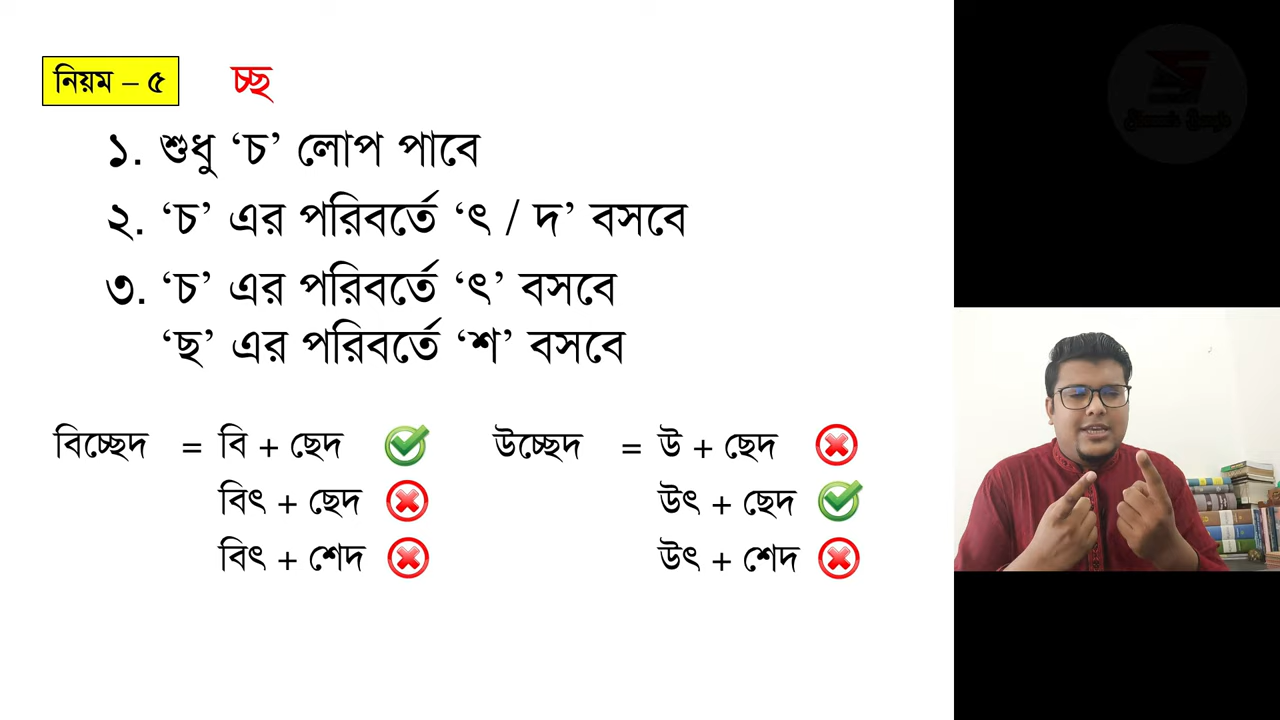 নিয়ম – ৫ চ্ছ
১. শুধু ‘চ’ লোপ পাবে
২. ‘চ’ এর পরিবর্তে ‘ৎ / দ’ বসবে
৩. ‘চ’ এর পরিবর্তে ‘ৎ’ বসবে
‘ছ’ এর পরিবর্তে ‘শ’ বসবে
বিচ্ছেদ = বি + ছেদ উচ্ছেদ = উ + ছেদ
বিৎ + ছেদ উৎ + ছেদ
বিৎ + শেদ উৎ + শেদ